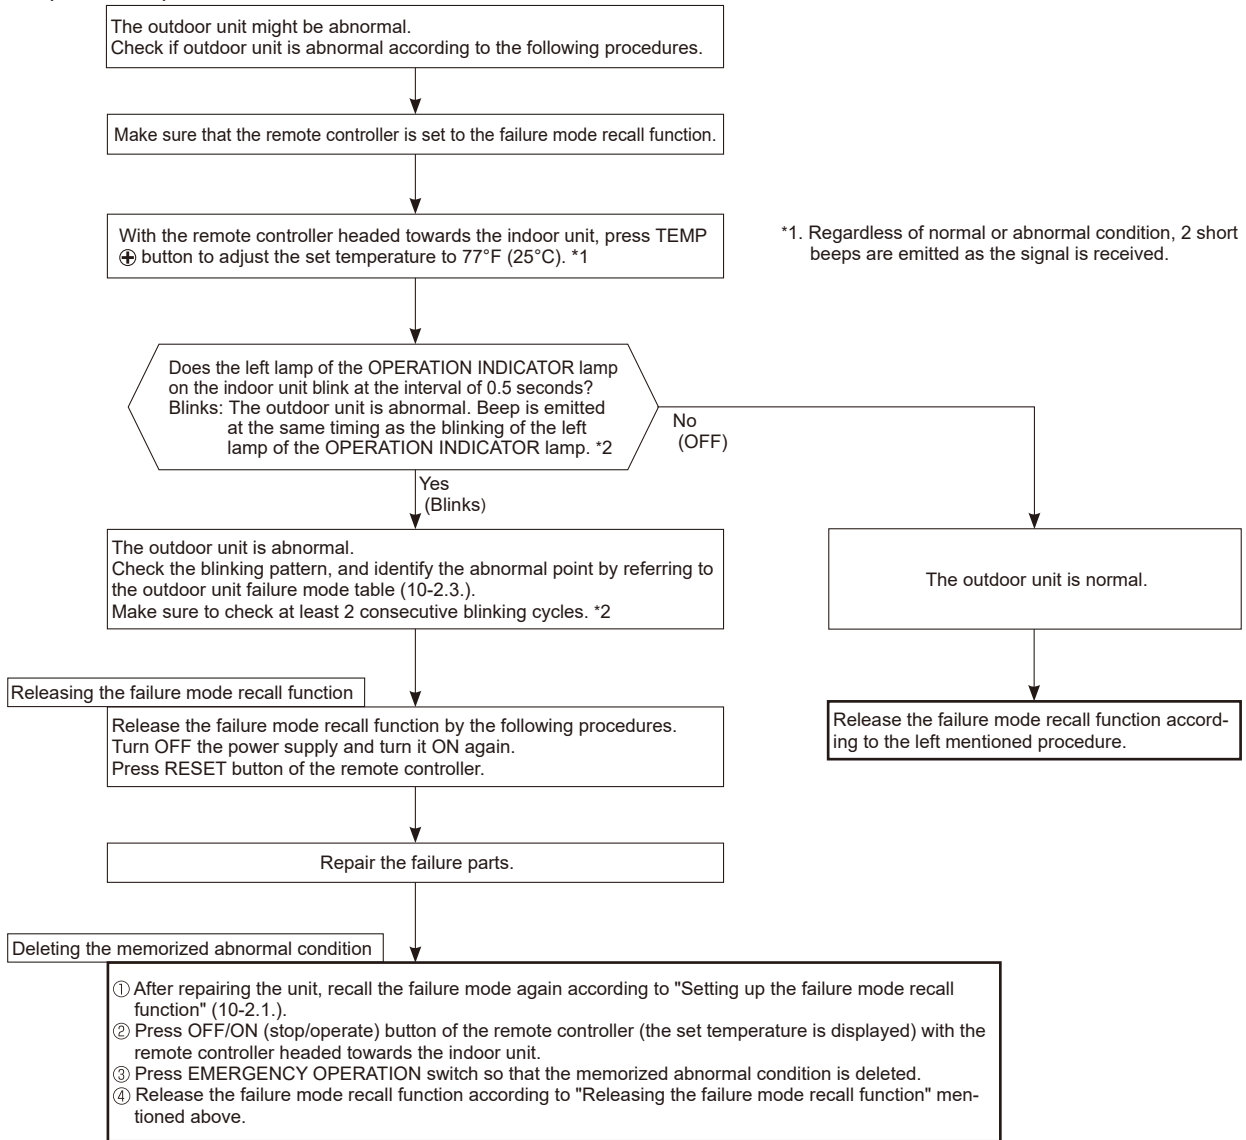 The outdoor unit might be abnormal.
Check if outdoor unit is abnormal according to the following procedures.
Make sure that the remote controller is set to the failure mode recall function.
With the remote controller headed towards the indoor unit, press TEMP
⊕ button to adjust the set temperature to 77°F (25°C). *1
*1. Regardless of normal or abnormal condition, 2 short
beeps are emitted as the signal is received.
Does the left lamp of the OPERATION INDICATOR lamp
on the indoor unit blink at the interval of 0.5 seconds?
Blinks: The outdoor unit is abnormal. Beep is emitted
at the same timing as the blinking of the left
lamp of the OPERATION INDICATOR lamp. *2
No
(OFF)
Yes
(Blinks)
The outdoor unit is abnormal.
Check the blinking pattern, and identify the abnormal point by referring to
the outdoor unit failure mode table (10-2.3.).
Make sure to check at least 2 consecutive blinking cycles. *2
The outdoor unit is normal.
Releasing the failure mode recall function
Release the failure mode recall function by the following procedures.
Turn OFF the power supply and turn it ON again.
Press RESET button of the remote controller.
Release the failure mode recall function accord-
ing to the left mentioned procedure.
Repair the failure parts.
Deleting the memorized abnormal condition
① After repairing the unit, recall the failure mode again according to "Setting up the failure mode recall
function" (10-2.1.).
② Press OFF/ON (stop/operate) button of the remote controller (the set temperature is displayed) with the
remote controller headed towards the indoor unit.
③ Press EMERGENCY OPERATION switch so that the memorized abnormal condition is deleted.
④ Release the failure mode recall function according to "Releasing the failure mode recall function" men-
tioned above.